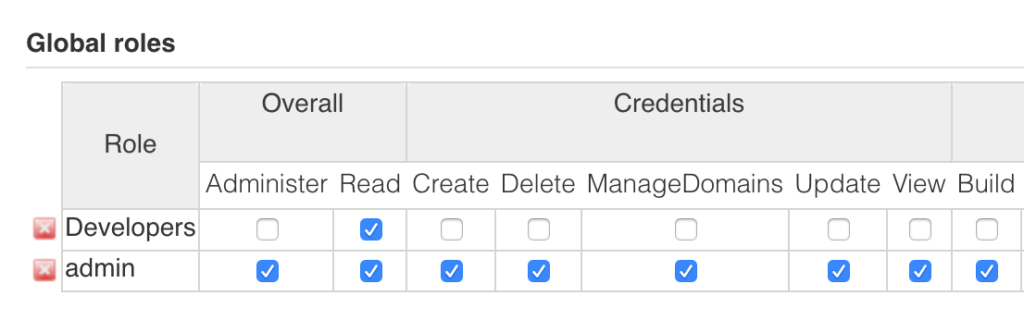 Global roles
Overall Credentials
Role
Administer Read Create Delete ManageDomains Update View Build
Developers
admin